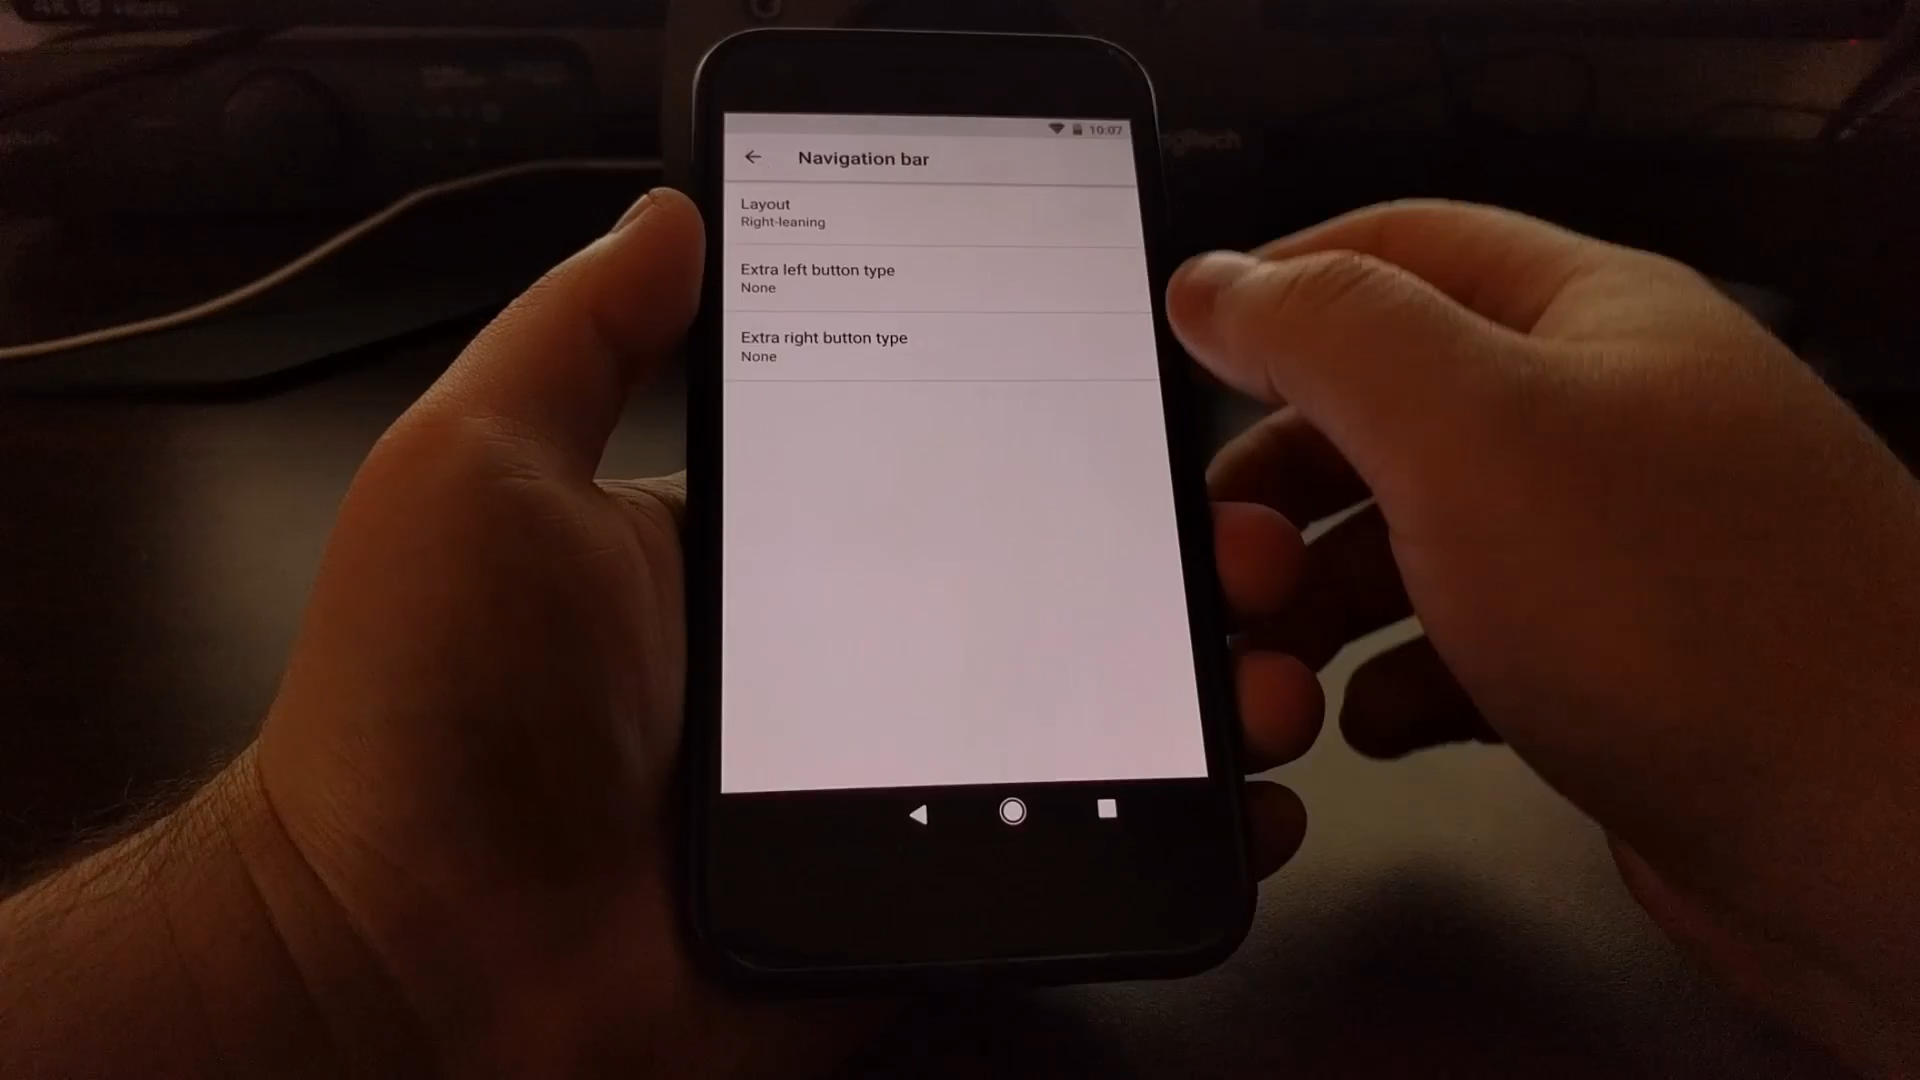 10:07
Navigation bar
Layout
Right-leaning
Extra left button type
None
Extra right button type
None